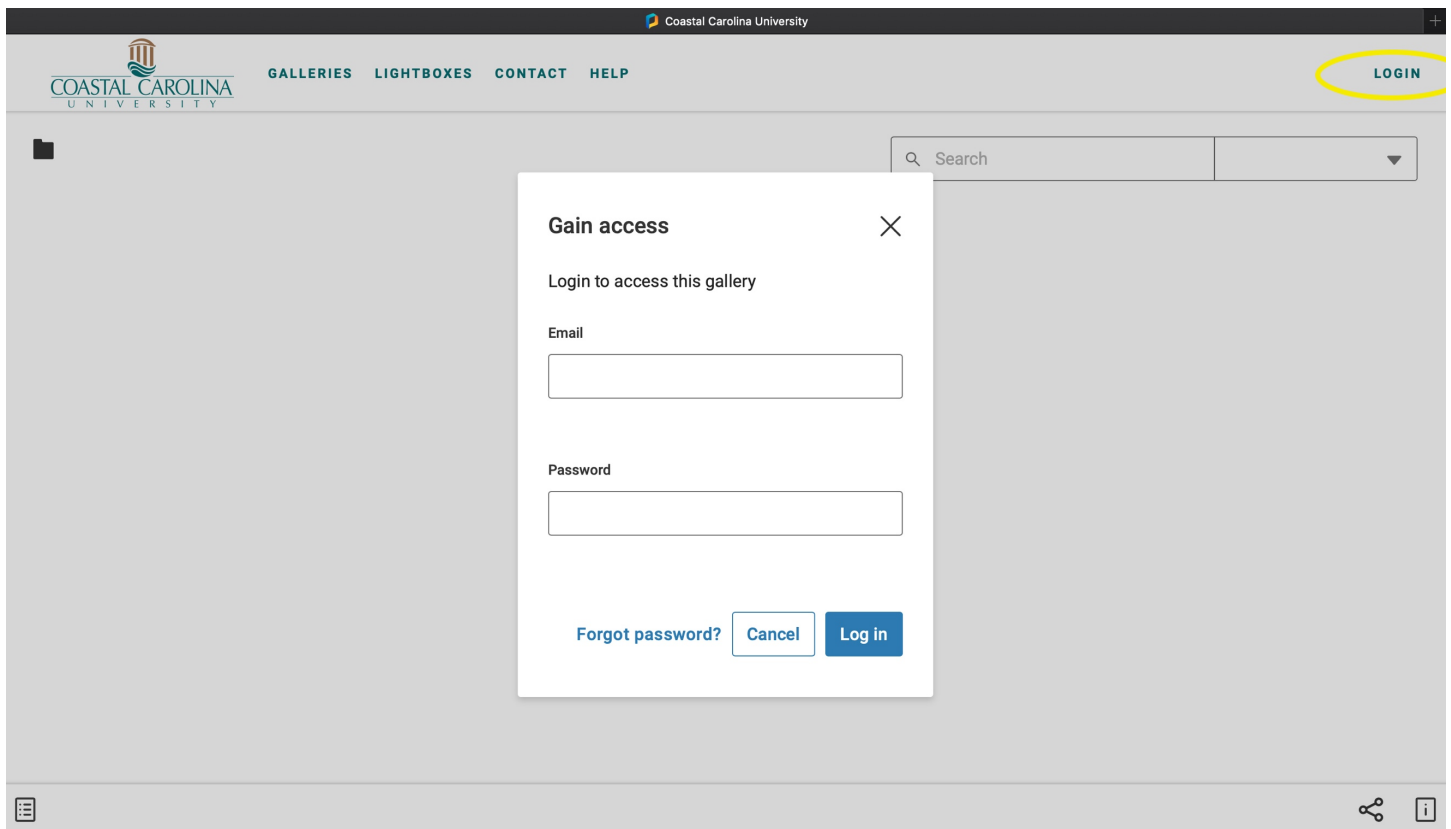 Coastal Carolina University
COASTAL CAROLINA
UNIVERSITY
GALLERIES LIGHTBOXES CONTACT HELP
LOGIN
Search
Gain access
Login to access this gallery
Email
Password
Forgot password? Cancel Log in